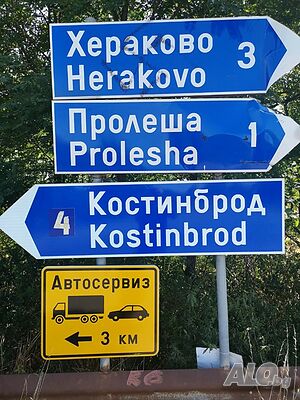 Хераково
Herakovo
3
Пролеша
Prolesha
1
4
Костинброд
Kostinbrod
Автосервиз
3 км
ALO.bg